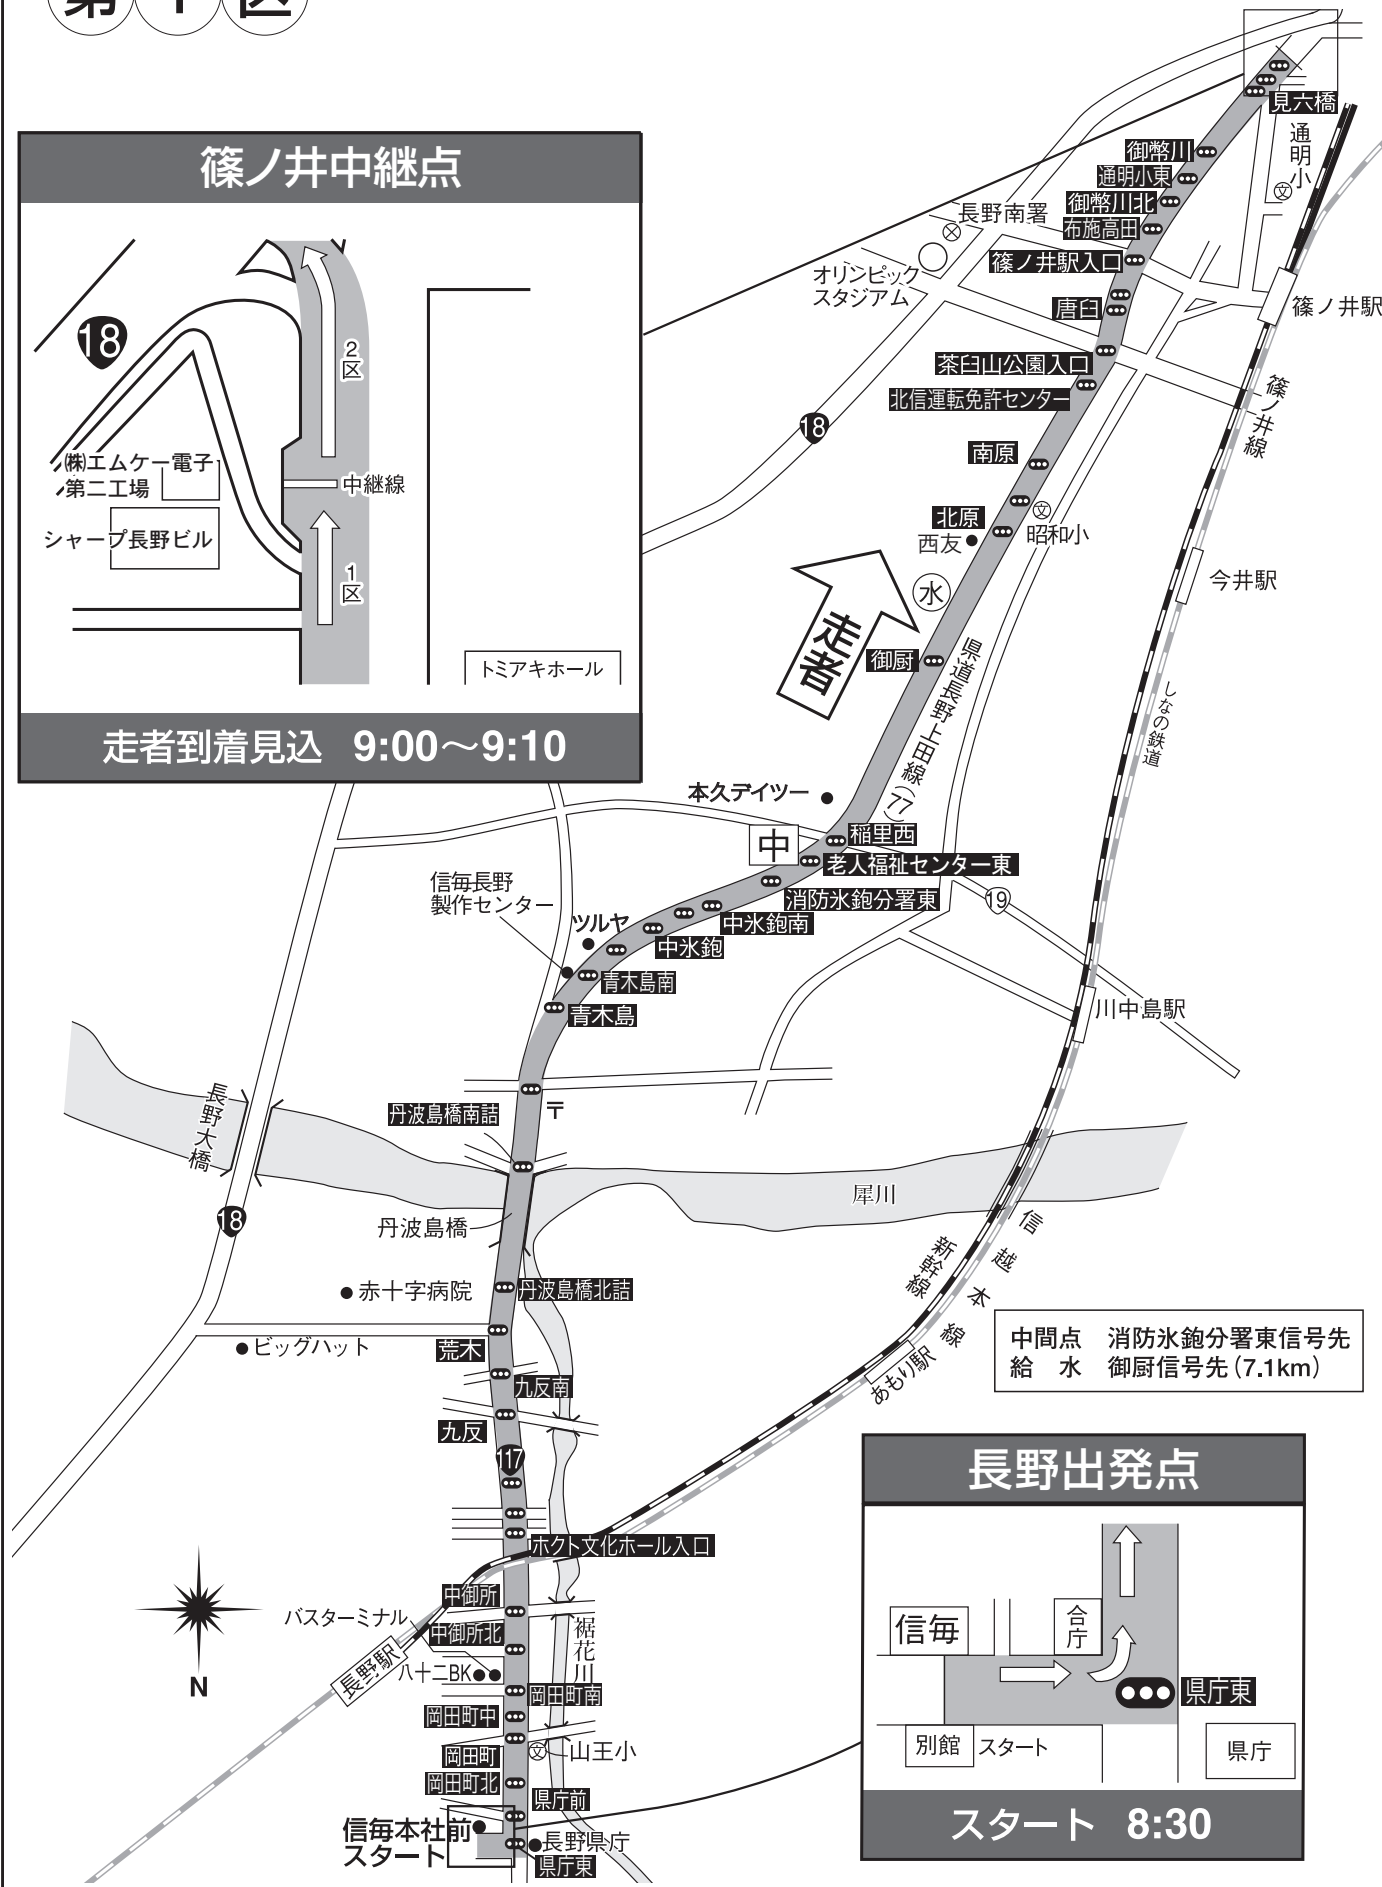 第1区
見六橋
通明小
御幣川
通明小東
御幣川北
布施高田
長野南署
篠ノ井駅入口
オリンピック
スタジアム
唐臼
篠ノ井駅
茶臼山公園入口
北信運転免許センター
篠ノ井線
18
南原
北原
西友
昭和小
今井駅
水
走者
御厨
県道長野上田線(77)
しなの鉄道
篠ノ井中継点
18
2区
㈱エムケー電子
第二工場
中継線
シャープ長野ビル
1区
トミアキホール
走者到着見込 9:00〜9:10
本久デイツー
稲里西
中
老人福祉センター東
消防氷鉋分署東
19
信毎長野
製作センター
ツルヤ
中氷鉋南
中氷鉋
青木島南
青木島
川中島駅
長野大橋
〒
丹波島橋南詰
犀川
18
丹波島橋
信越本線
新幹線
赤十字病院
丹波島橋北詰
ビッグハット
荒木
あもり駅
九反南
九反
117
中間点 消防氷鉋分署東信号先
給 水 御厨信号先(7.1km)
ホクト文化ホール入口
中御所
バスターミナル
中御所北
裾花川
長野駅
八十二BK
N
岡田町南
岡田町中
岡田町
文
山王小
岡田町北
県庁前
信毎本社前
スタート
長野県庁
県庁東
長野出発点
信毎
合庁
県庁東
別館
スタート
県庁
スタート 8:30